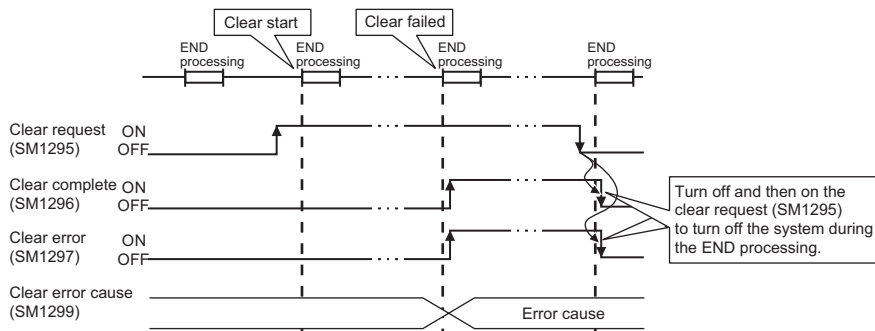 Clear start
Clear failed
END
processing
END
processing
END
processing
END
processing
Clear request
(SM1295)
ON
OFF
Clear complete
(SM1296)
ON
OFF
Clear error
(SM1297)
ON
OFF
Turn off and then on the
clear request (SM1295)
to turn off the system during
the END processing.
Clear error cause
(SM1299)
Error cause